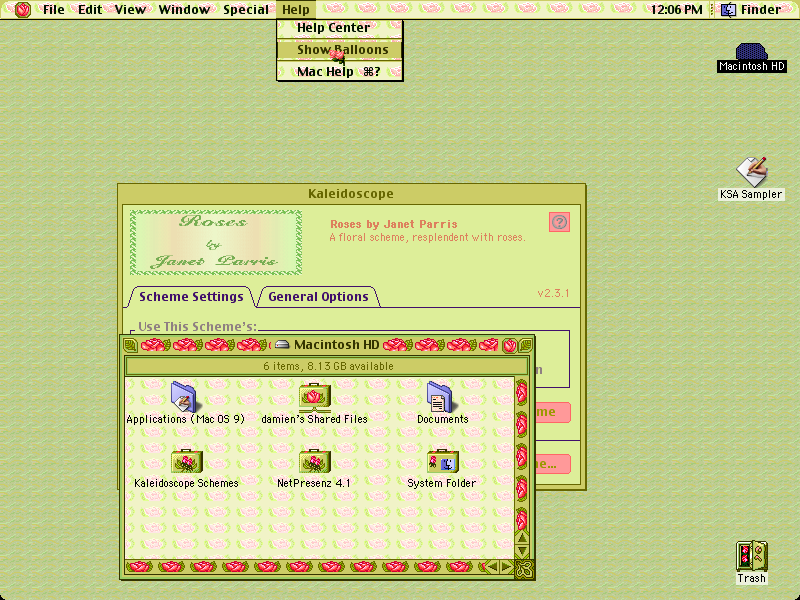 File Edit View Window Special Help 12:06 PM Finder
Help Center
Show Balloons
Mac Help ⌘?
Macintosh HD
KSA Sampler
Kaleidoscope
Roses
by
Janet Parris
Roses by Janet Parris
A floral scheme, resplendent with roses.
?
v2.3.1
Scheme Settings General Options
Use This Scheme's:
Macintosh HD
6 items, 8.13 GB available
Applications (Mac OS 9) damien's Shared Files Documents
Kaleidoscope Schemes NetPresenz 4.1 System Folder
Trash